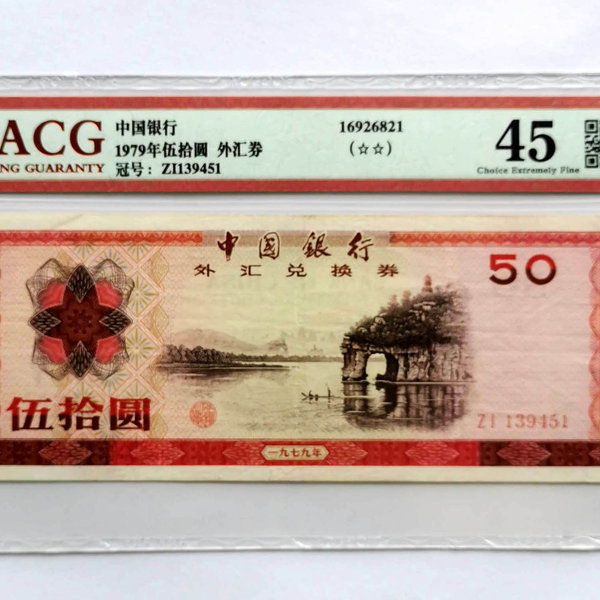 ACG
NG GUARANTY
中国银行
1979年伍拾圆 外汇券
冠号: ZI139451
16926821
(☆☆)
45
Choice Extremely Fine
中国银行
外汇兑换券
50
伍拾圆
ZI 139451
一九七九年